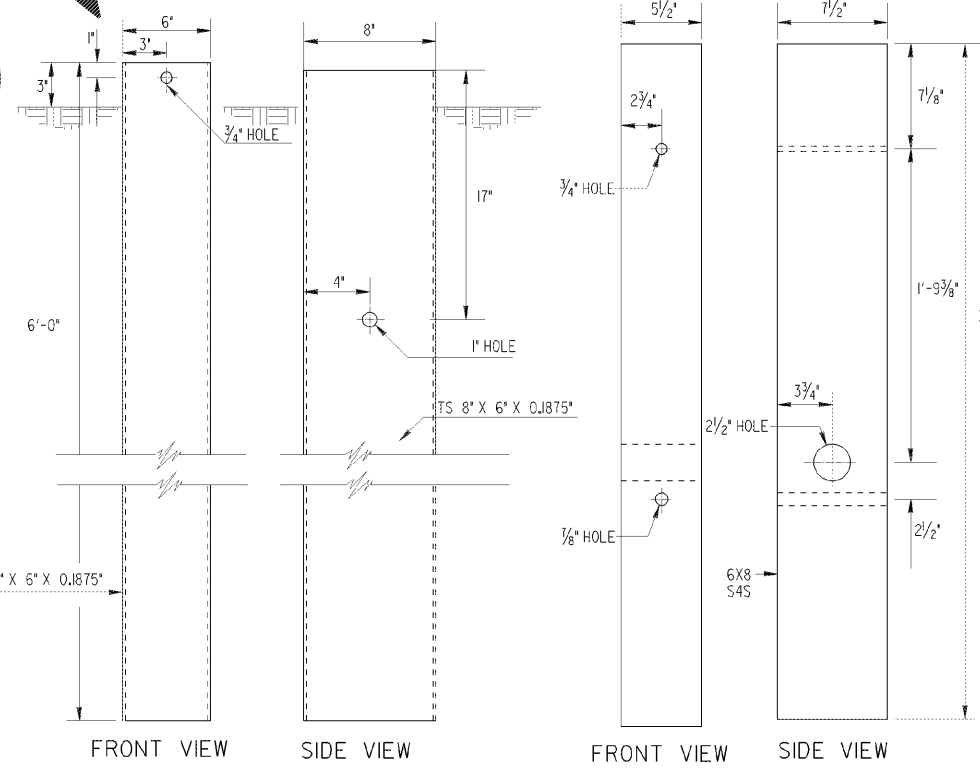 6"
3"
1"
3"
3/4" HOLE
6'-0"
" X 6" X 0.1875"
FRONT VIEW
8"
17"
4"
1" HOLE
TS 8" X 6" X 0.1875"
SIDE VIEW
5 1/2"
2 3/4"
3/4" HOLE
7/8" HOLE
FRONT VIEW
7 1/2"
7 1/8"
1'-9 3/8"
3 3/4"
2 1/2" HOLE
2 1/2"
6X8
S4S
SIDE VIEW